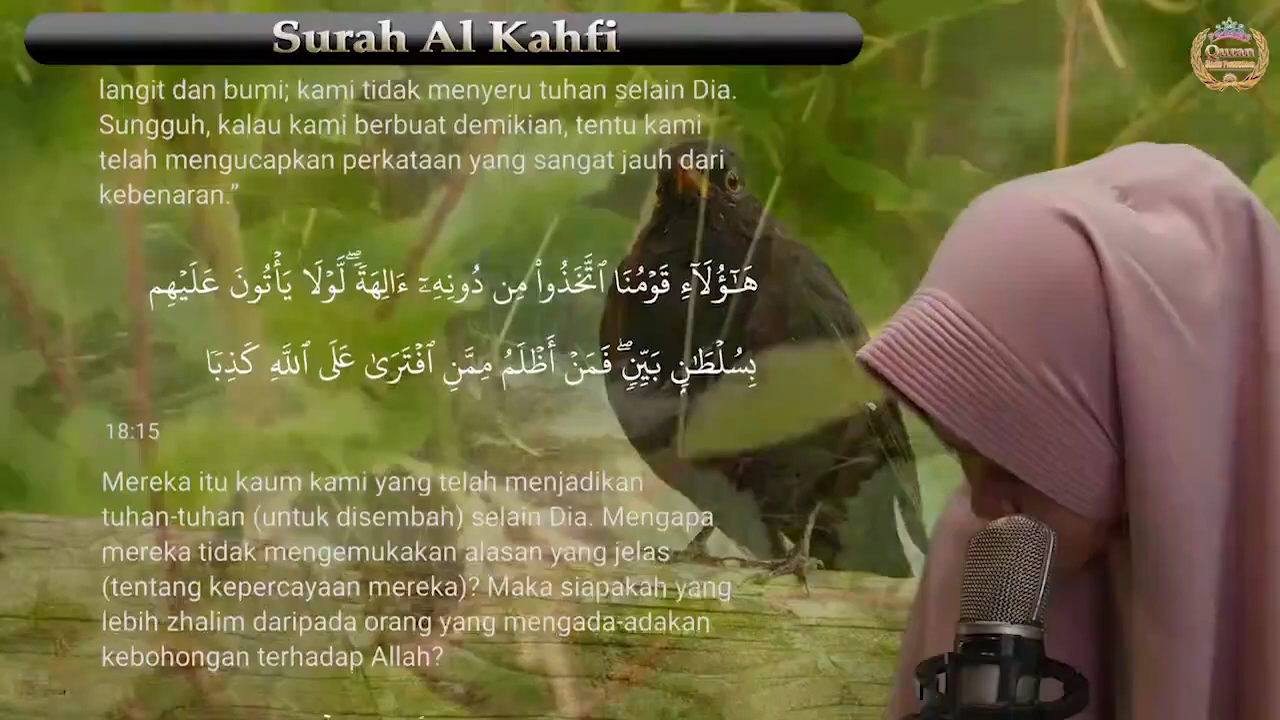 Surah Al Kahfi
Quran
langit dan bumi; kami tidak menyeru tuhan selain Dia.
Sungguh, kalau kami berbuat demikian, tentu kami
telah mengucapkan perkataan yang sangat jauh dari
kebenaran.”
هَـٰٓؤُلَآءِ قَوْمُنَا ٱتَّخَذُوا۟ مِن دُونِهِۦٓ ءَالِهَةً ۖ لَّوْلَا يَأْتُونَ عَلَيْهِم
بِسُلْطَـٰنٍۭ بَيِّنٍ ۖ فَمَنْ أَظْلَمُ مِمَّنِ ٱفْتَرَىٰ عَلَى ٱللَّهِ كَذِبًا
18:15
Mereka itu kaum kami yang telah menjadikan
tuhan-tuhan (untuk disembah) selain Dia. Mengapa
mereka tidak mengemukakan alasan yang jelas
(tentang kepercayaan mereka)? Maka siapakah yang
lebih zhalim daripada orang yang mengada-adakan
kebohongan terhadap Allah?